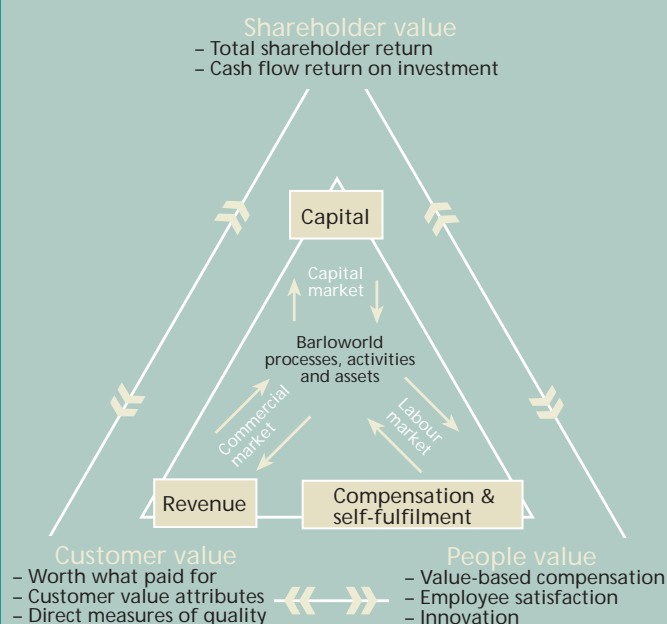 Shareholder value
– Total shareholder return
– Cash flow return on investment
Capital
Capital
market
Barloworld
processes, activities
and assets
Commercial
market
Labour
market
Revenue
Compensation &
self-fulfilment
Customer value
– Worth what paid for
– Customer value attributes
– Direct measures of quality
People value
– Value-based compensation
– Employee satisfaction
– Innovation